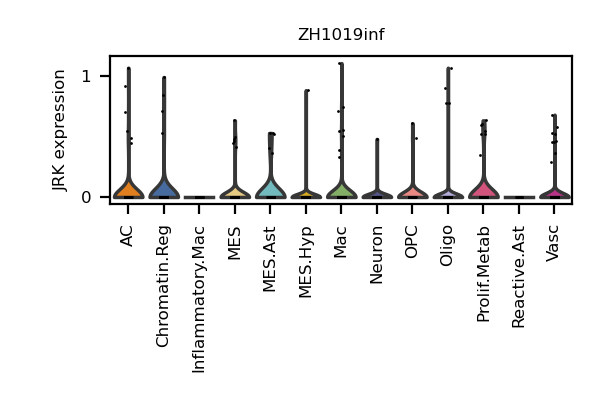 ZH1019inf
JRK expression
1
0
AC
Chromatin.Reg
Inflammatory.Mac
MES
MES.Ast
MES.Hyp
Mac
Neuron
OPC
Oligo
Prolif.Metab
Reactive.Ast
Vasc